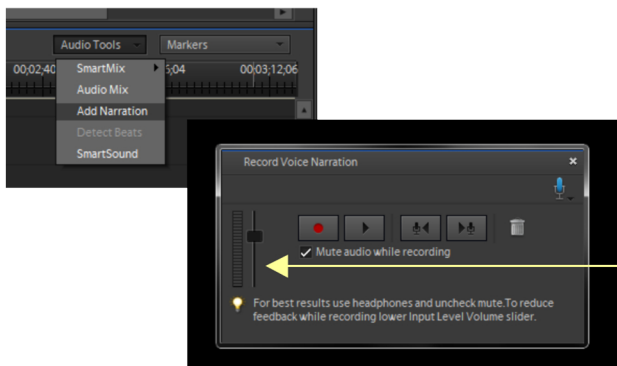 Audio Tools
Markers
00;02;40
5;04
00;03;12;06
SmartMix
Audio Mix
Add Narration
Detect Beats
SmartSound
Record Voice Narration
Mute audio while recording
For best results use headphones and uncheck mute.To reduce
feedback while recording lower Input Level Volume slider.